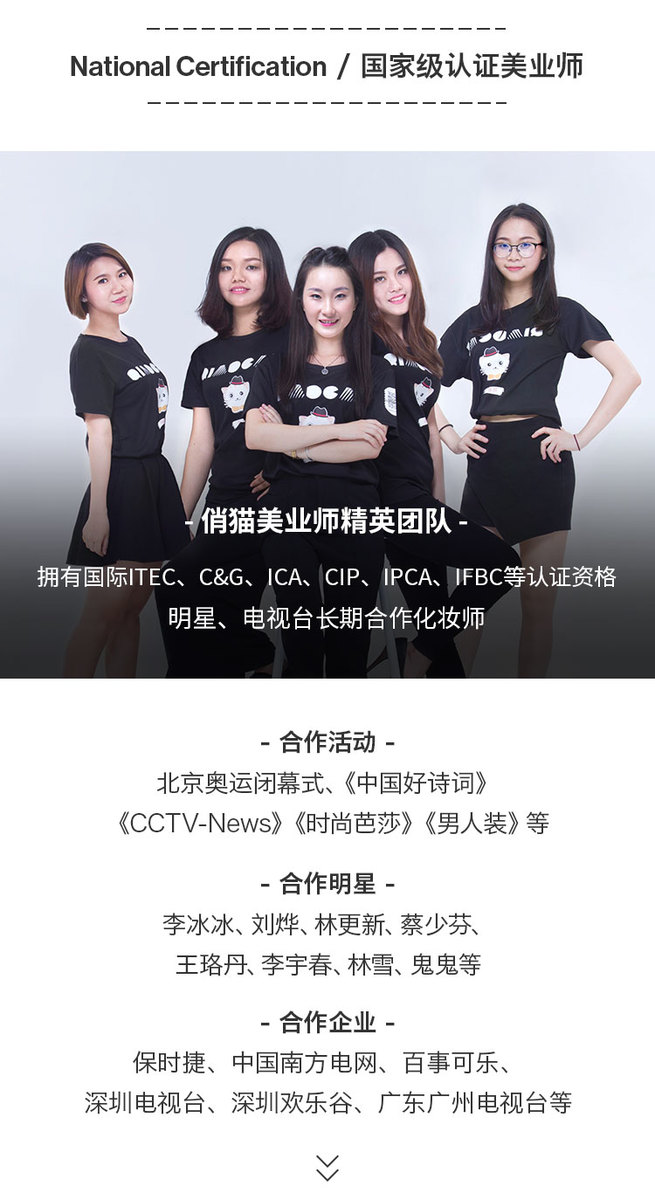 National Certification / 国家级认证美业师
- 俏猫美业师精英团队 -
拥有国际ITEC、C&G、ICA、CIP、IPCA、IFBC等认证资格
明星、电视台长期合作化妆师
- 合作活动 -
北京奥运闭幕式、《中国好诗词》
《CCTV-News》《时尚芭莎》《男人装》等
- 合作明星 -
李冰冰、刘烨、林更新、蔡少芬、
王珞丹、李宇春、林雪、鬼鬼等
- 合作企业 -
保时捷、中国南方电网、百事可乐、
深圳电视台、深圳欢乐谷、广东广州电视台等